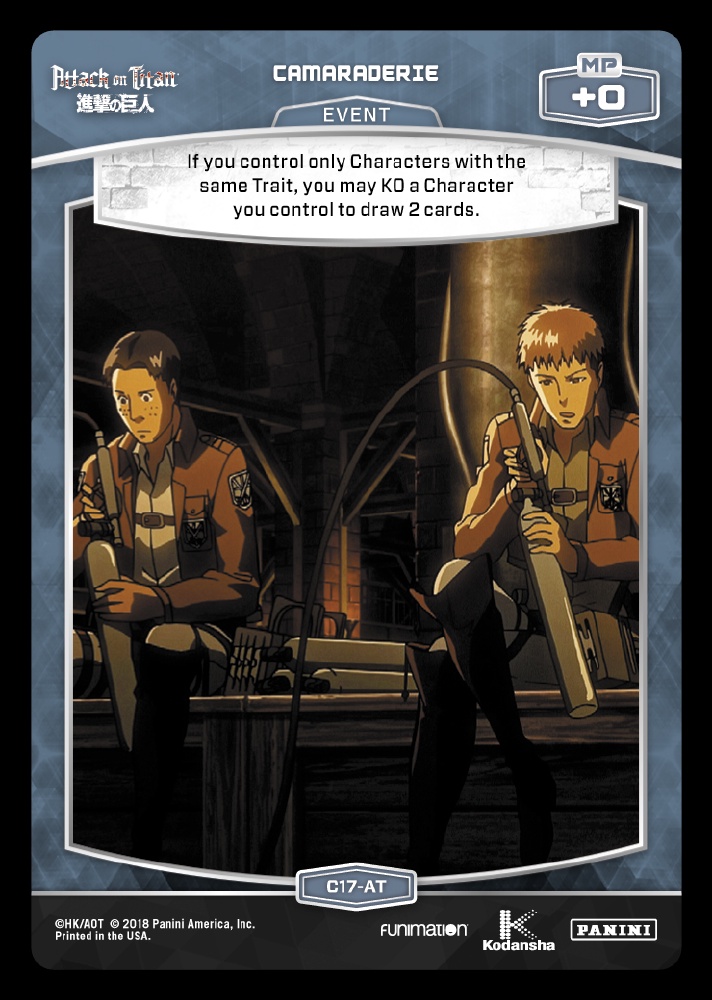 Attack on Titan
進撃の巨人
CAMARADERIE
EVENT
MP
+0
If you control only Characters with the
same Trait, you may KO a Character
you control to draw 2 cards.
C17-AT
©HK/AOT © 2018 Panini America, Inc.
Printed in the USA.
FUNIMATION
K
Kodansha
PANINI